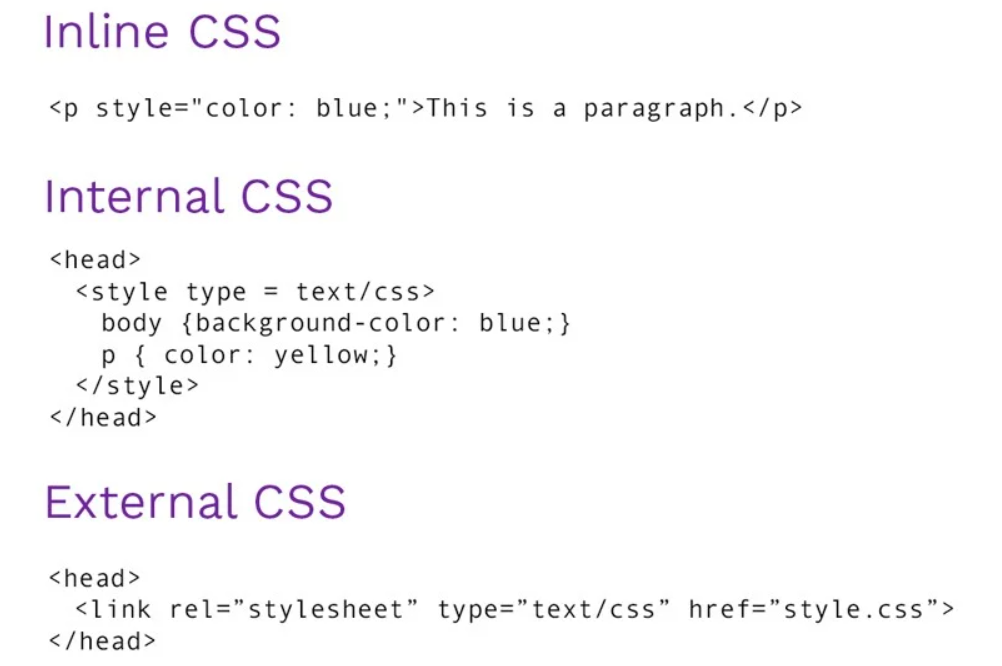 Inline CSS
<p style="color: blue;">This is a paragraph.</p>
Internal CSS
<head>
<style type = text/css>
body {background-color: blue;}
p { color: yellow;}
</style>
</head>
External CSS
<head>
<link rel=”stylesheet” type=”text/css” href=”style.css”>
</head>